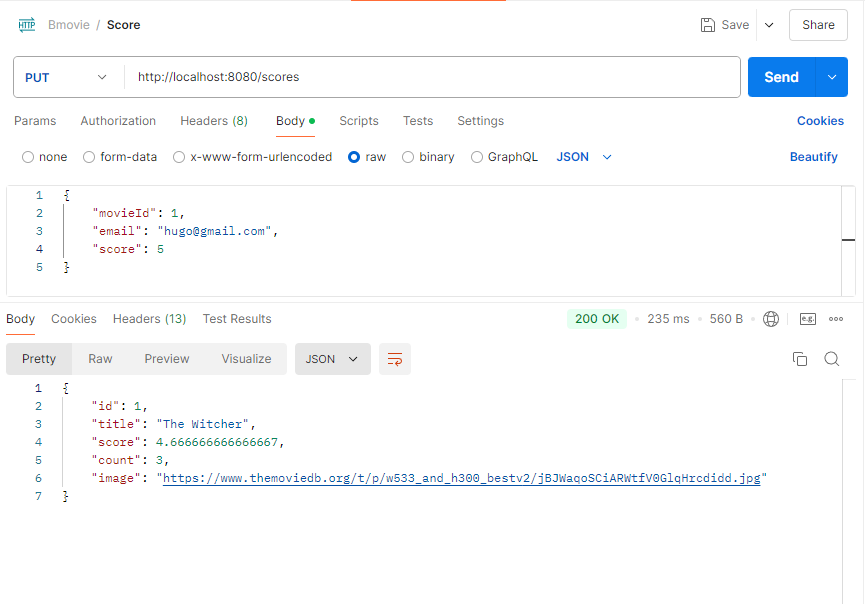 HTTP Bmovie / Score Save Share
PUT http://localhost:8080/scores Send
Params Authorization Headers (8) Body Scripts Tests Settings Cookies
none form-data x-www-form-urlencoded raw binary GraphQL JSON Beautify
1 {
2 "movieId": 1,
3 "email": "hugo@gmail.com",
4 "score": 5
5 }
Body Cookies Headers (13) Test Results 200 OK • 235 ms • 560 B • e.g.
Pretty Raw Preview Visualize JSON
1 {
2 "id": 1,
3 "title": "The Witcher",
4 "score": 4.666666666666667,
5 "count": 3,
6 "image": "https://www.themoviedb.org/t/p/w533_and_h300_bestv2/jBJWaqoSCiARWtfV0GlqHrcdidd.jpg"
7 }